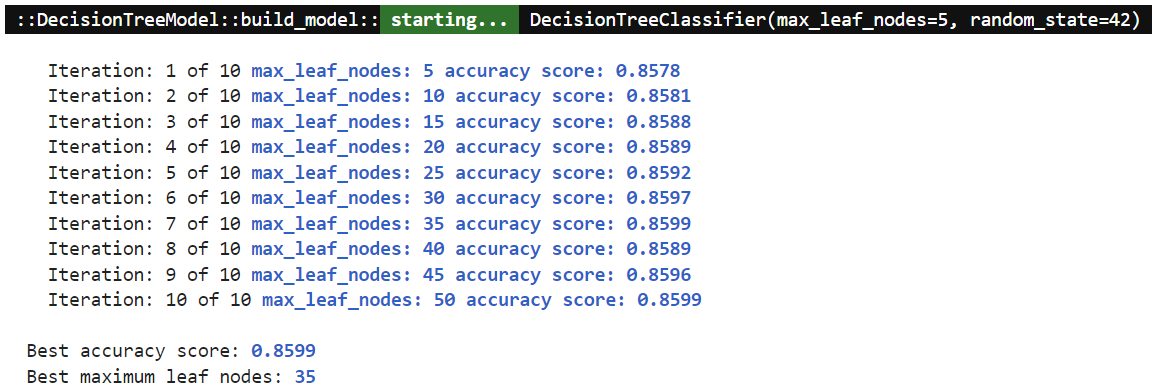 ::DecisionTreeModel::build_model:: starting... DecisionTreeClassifier(max_leaf_nodes=5, random_state=42)
Iteration: 1 of 10 max_leaf_nodes: 5 accuracy score: 0.8578
Iteration: 2 of 10 max_leaf_nodes: 10 accuracy score: 0.8581
Iteration: 3 of 10 max_leaf_nodes: 15 accuracy score: 0.8588
Iteration: 4 of 10 max_leaf_nodes: 20 accuracy score: 0.8589
Iteration: 5 of 10 max_leaf_nodes: 25 accuracy score: 0.8592
Iteration: 6 of 10 max_leaf_nodes: 30 accuracy score: 0.8597
Iteration: 7 of 10 max_leaf_nodes: 35 accuracy score: 0.8599
Iteration: 8 of 10 max_leaf_nodes: 40 accuracy score: 0.8589
Iteration: 9 of 10 max_leaf_nodes: 45 accuracy score: 0.8596
Iteration: 10 of 10 max_leaf_nodes: 50 accuracy score: 0.8599
Best accuracy score: 0.8599
Best maximum leaf nodes: 35